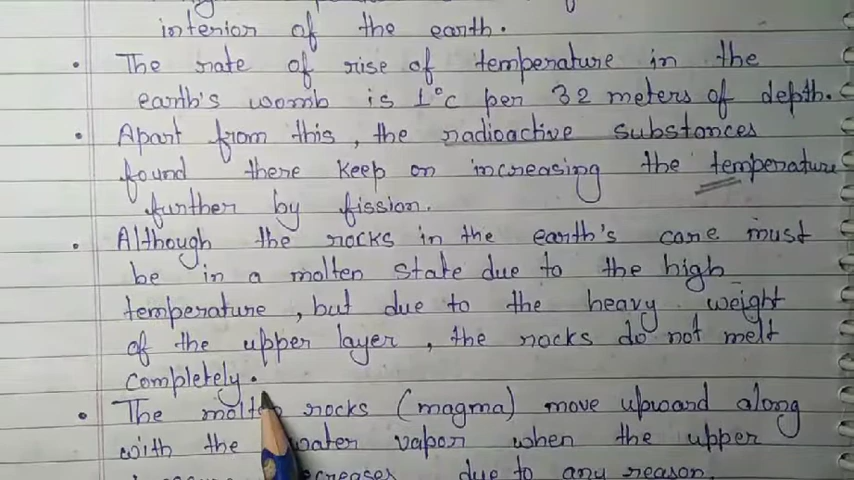 interior of the earth.
• The rate of rise of temperature in the
earth's womb is 1°c per 32 meters of depth.
• Apart from this, the radioactive substances
found there keep on increasing the temperature
further by fission.
• Although the rocks in the earth's core must
be in a molten state due to the high
temperature, but due to the heavy weight
of the upper layer, the rocks do not melt
completely.
• The molten rocks (magma) move upward along
with the water vapor when the upper
decreases due to any reason.